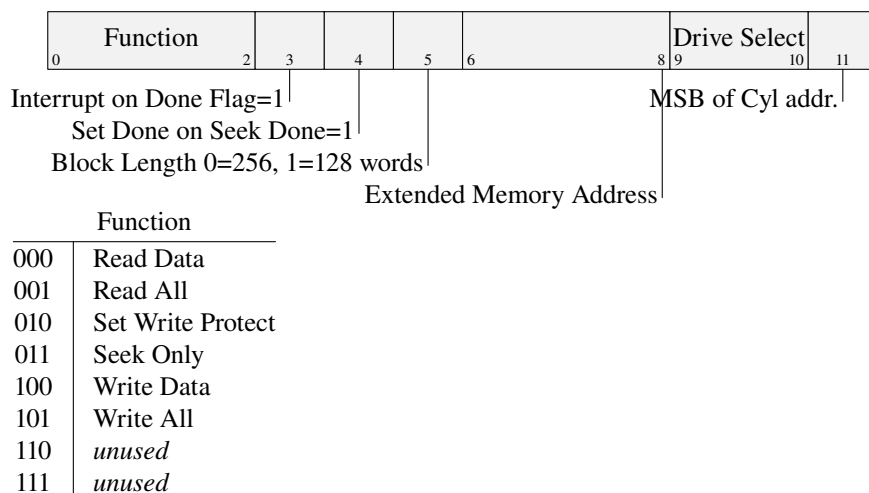 Function Drive Select
0 2 3 4 5 6 8 9 10 11
Interrupt on Done Flag=1 MSB of Cyl addr.
Set Done on Seek Done=1
Block Length 0=256, 1=128 words
Extended Memory Address
Function
000 Read Data
001 Read All
010 Set Write Protect
011 Seek Only
100 Write Data
101 Write All
110 unused
111 unused